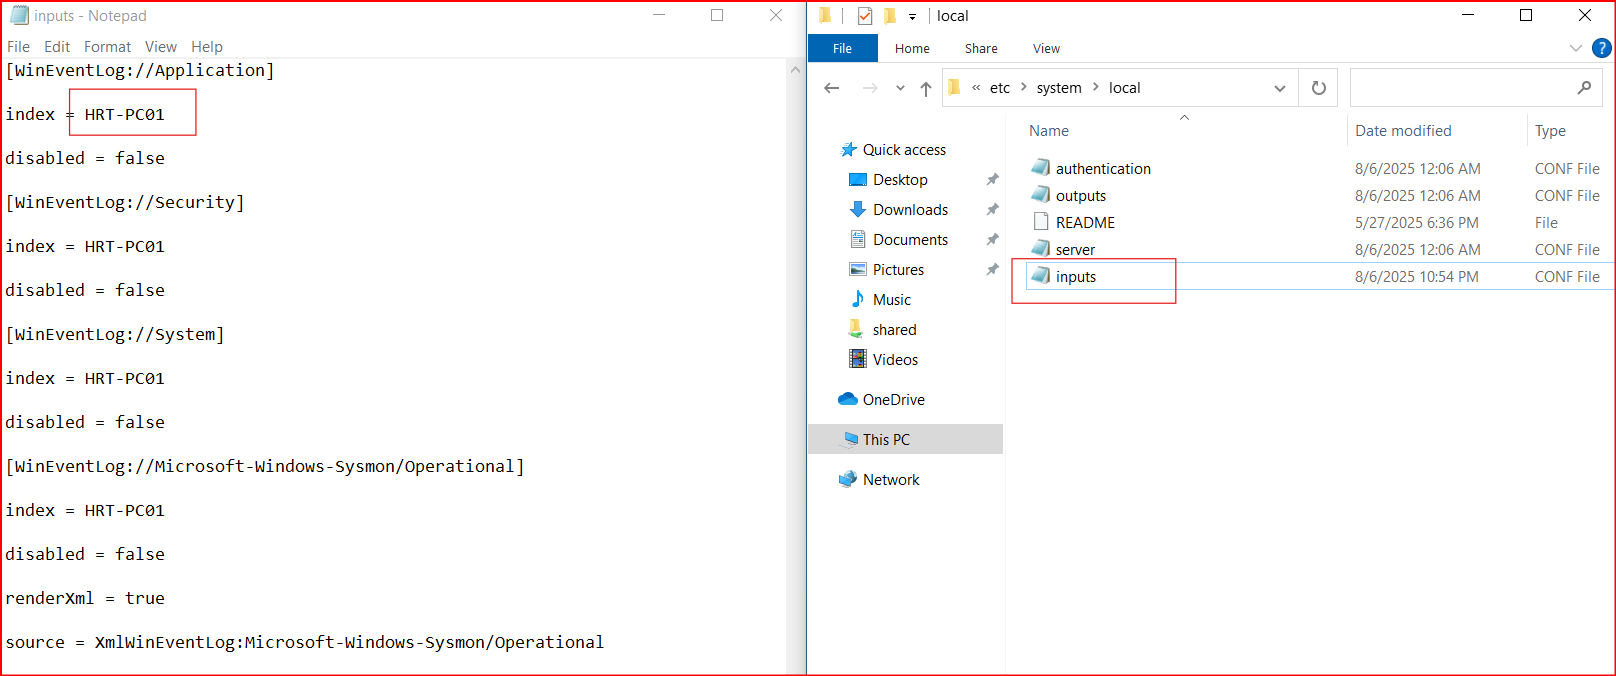 inputs - Notepad
File Edit Format View Help
[WinEventLog://Application]
index = HRT-PC01
disabled = false
[WinEventLog://Security]
index = HRT-PC01
disabled = false
[WinEventLog://System]
index = HRT-PC01
disabled = false
[WinEventLog://Microsoft-Windows-Sysmon/Operational]
index = HRT-PC01
disabled = false
renderXml = true
source = XmlWinEventLog:Microsoft-Windows-Sysmon/Operational
local
File Home Share View ?
« etc > system > local
Quick access
Desktop
Downloads
Documents
Pictures
Music
shared
Videos
OneDrive
This PC
Network
Name Date modified Type
authentication 8/6/2025 12:06 AM CONF File
outputs 8/6/2025 12:06 AM CONF File
README 5/27/2025 6:36 PM File
server 8/6/2025 12:06 AM CONF File
inputs 8/6/2025 10:54 PM CONF File